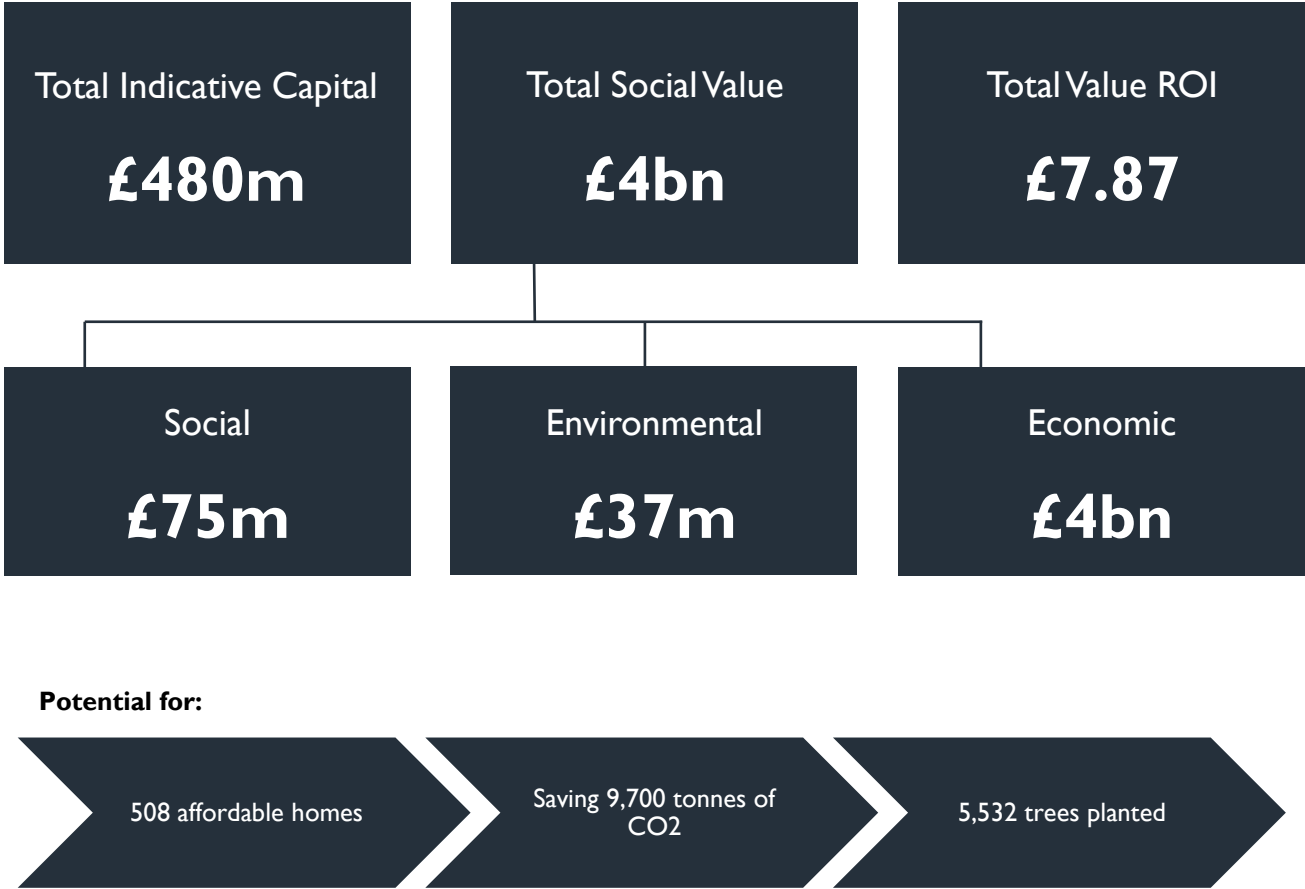 Total Indicative Capital
£480m
Total Social Value
£4bn
Total Value ROI
£7.87
Social
£75m
Environmental
£37m
Economic
£4bn
Potential for:
508 affordable homes
Saving 9,700 tonnes of
CO2
5,532 trees planted